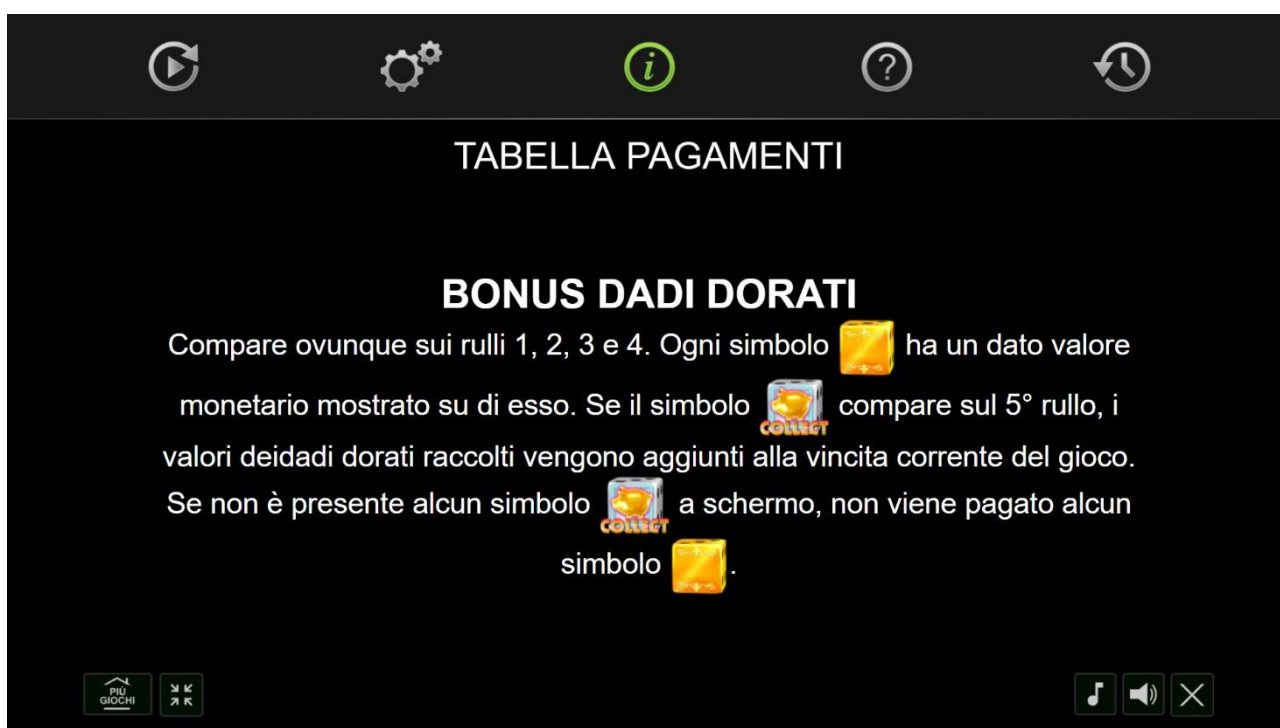 TABELLA PAGAMENTI
BONUS DADI DORATI
Compare ovunque sui rulli 1, 2, 3 e 4. Ogni simbolo ha un dato valore
monetario mostrato su di esso. Se il simbolo COLLECT compare sul 5° rullo, i
valori deidadi dorati raccolti vengono aggiunti alla vincita corrente del gioco.
Se non è presente alcun simbolo COLLECT a schermo, non viene pagato alcun
simbolo .
PIÙ
GIOCHI